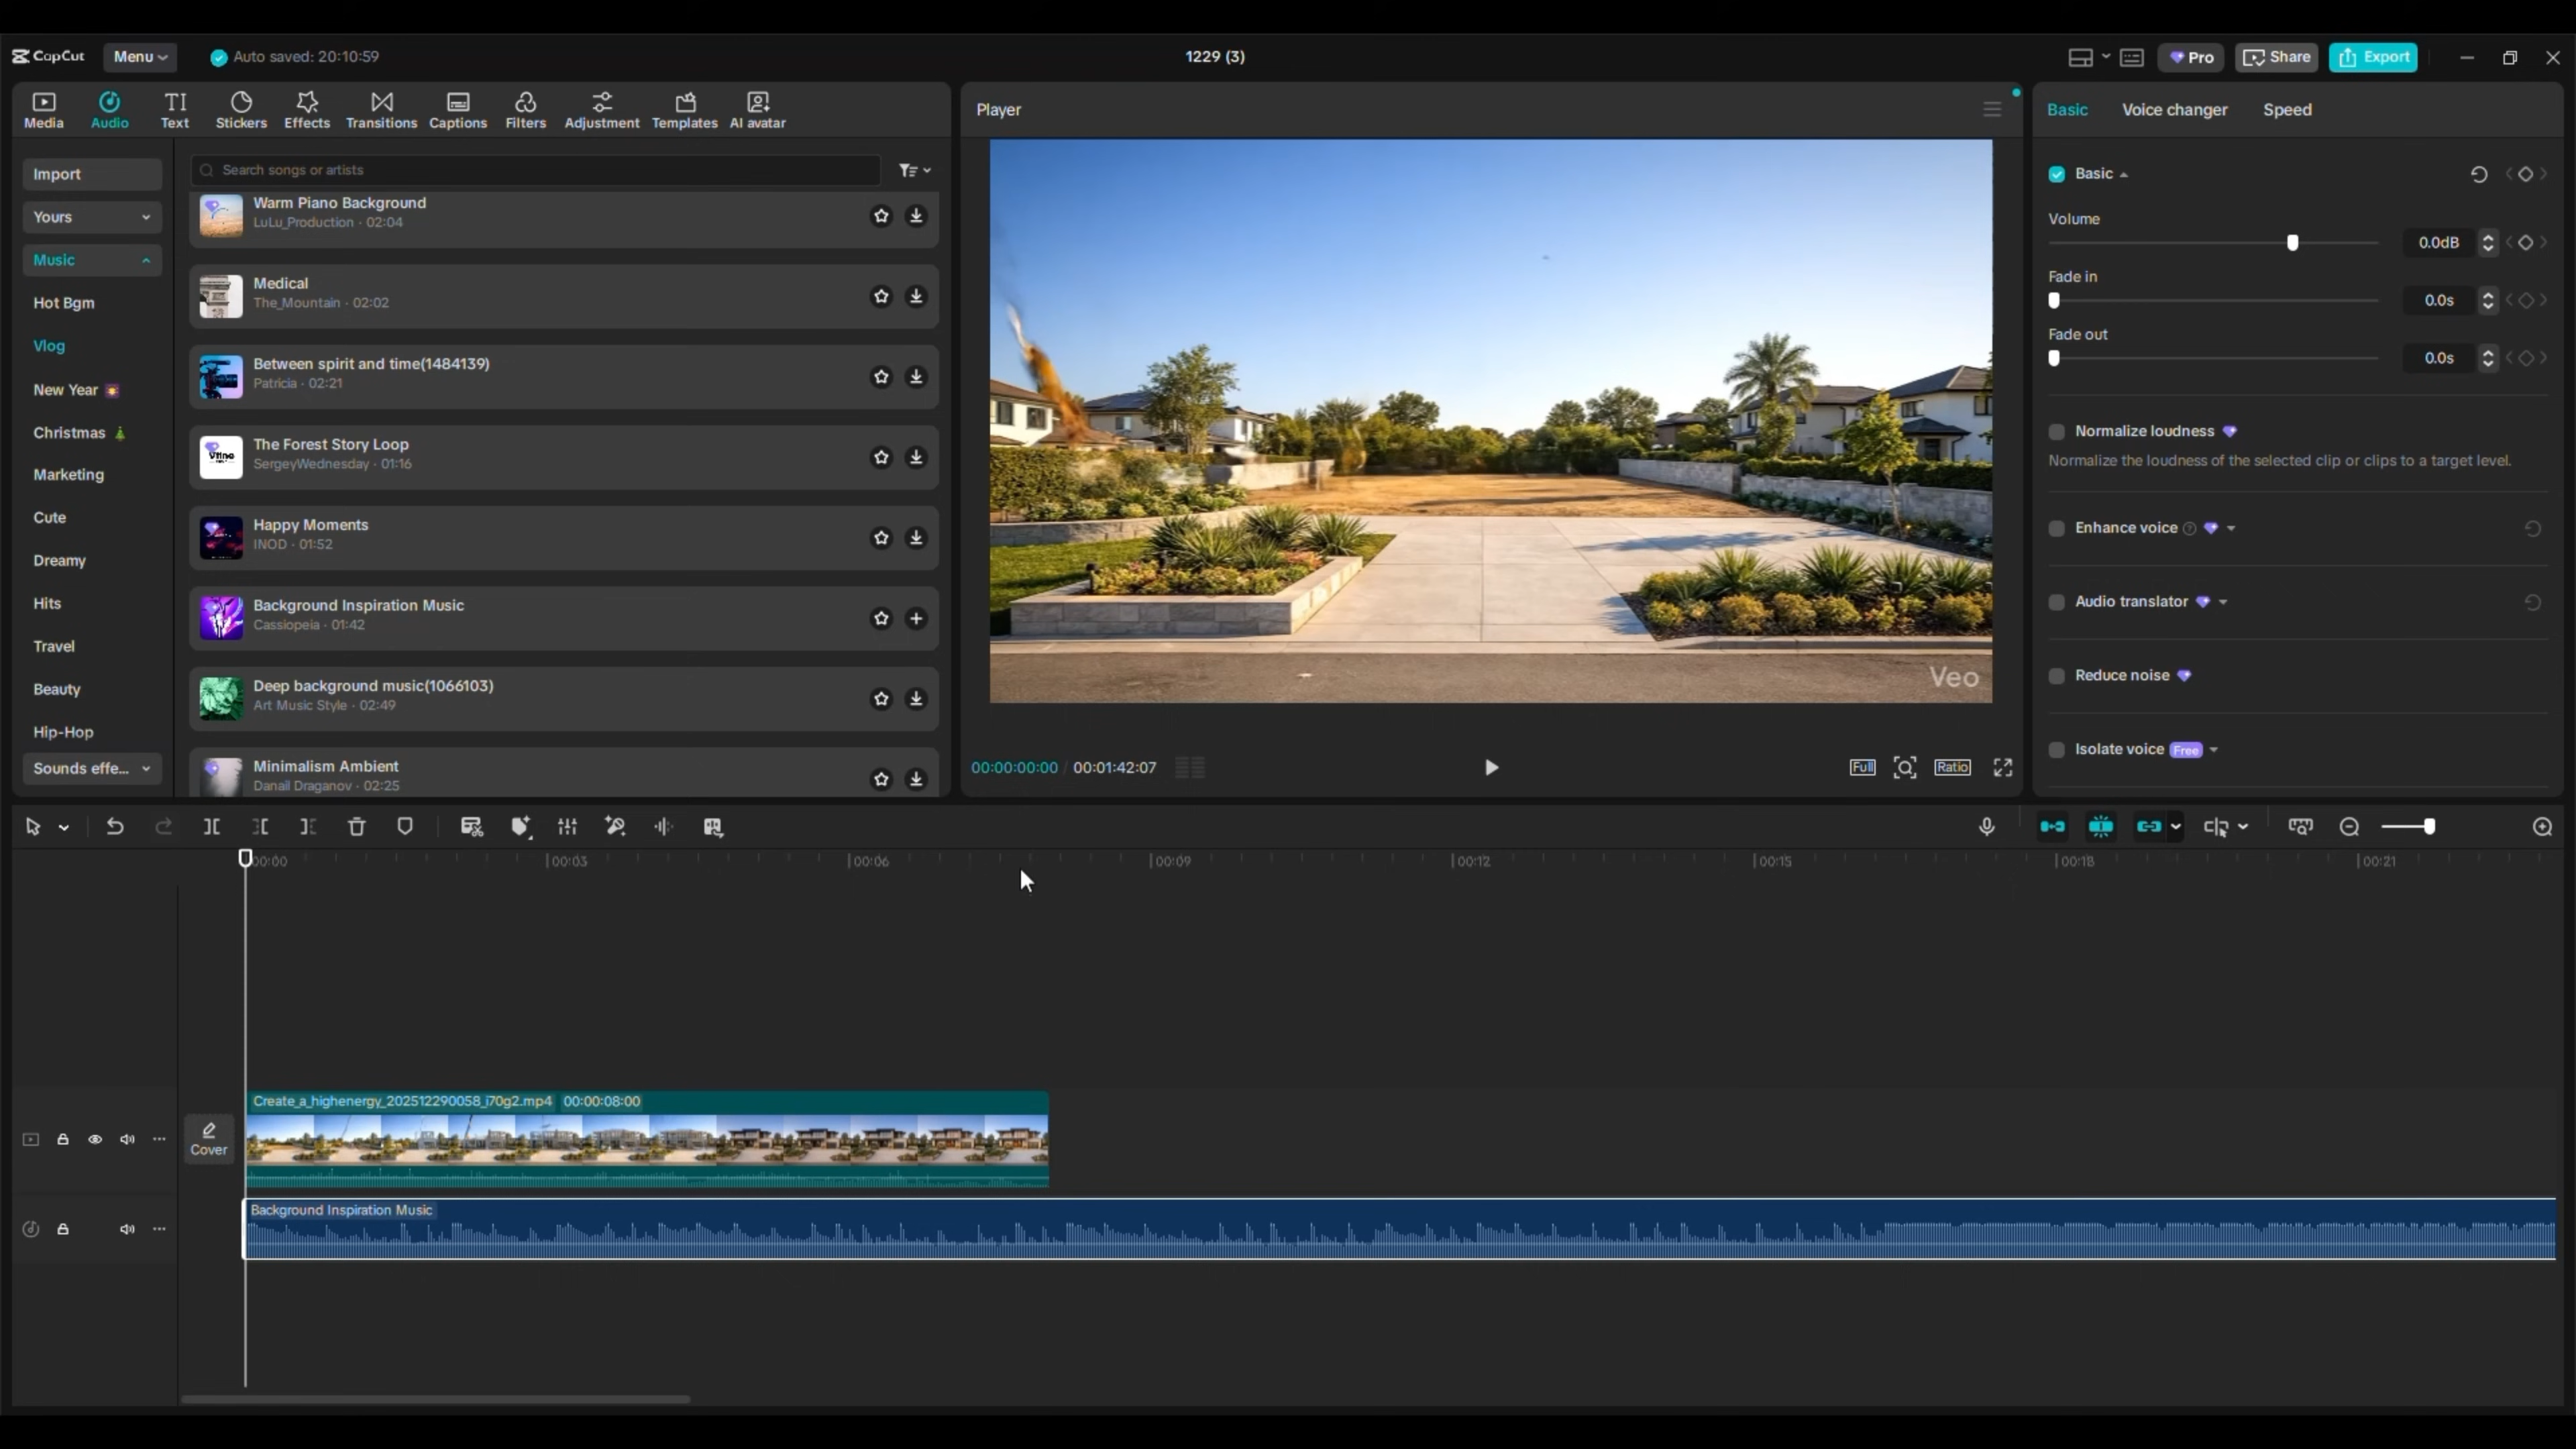 CapCut
Menu
Auto saved: 20:10:59
1229 (3)
Pro
Share
Export
Media
Audio
TI
Text
Stickers
Effects
Transitions
Captions
Filters
Adjustment
Templates
AI avatar
Import
Yours
Music
Hot Bgm
Vlog
New Year
Christmas
Marketing
Cute
Dreamy
Hits
Travel
Beauty
Hip-Hop
Sounds effe...
Search songs or artists
Warm Piano Background
LuLu_Production · 02:04
Medical
The_Mountain · 02:02
Between spirit and time(1484139)
Patricia · 02:21
The Forest Story Loop
SergeyWednesday · 01:16
Happy Moments
INOD · 01:52
Background Inspiration Music
Cassiopeia · 01:42
Deep background music(1066103)
Art Music Style · 02:49
Minimalism Ambient
Danail Draganov · 02:25
Player
Veo
00:00:00:00 / 00:01:42:07
Full
Ratio
Basic
Voice changer
Speed
Basic
Volume
0.0dB
Fade in
0.0s
Fade out
0.0s
Normalize loudness
Normalize the loudness of the selected clip or clips to a target level.
Enhance voice
Audio translator
Reduce noise
Isolate voice Free
00:00
00:03
00:06
00:09
00:12
00:15
00:18
00:21
Cover
Create_a_highenergy_202512290058_i70g2.mp4 00:00:08:00
Background Inspiration Music